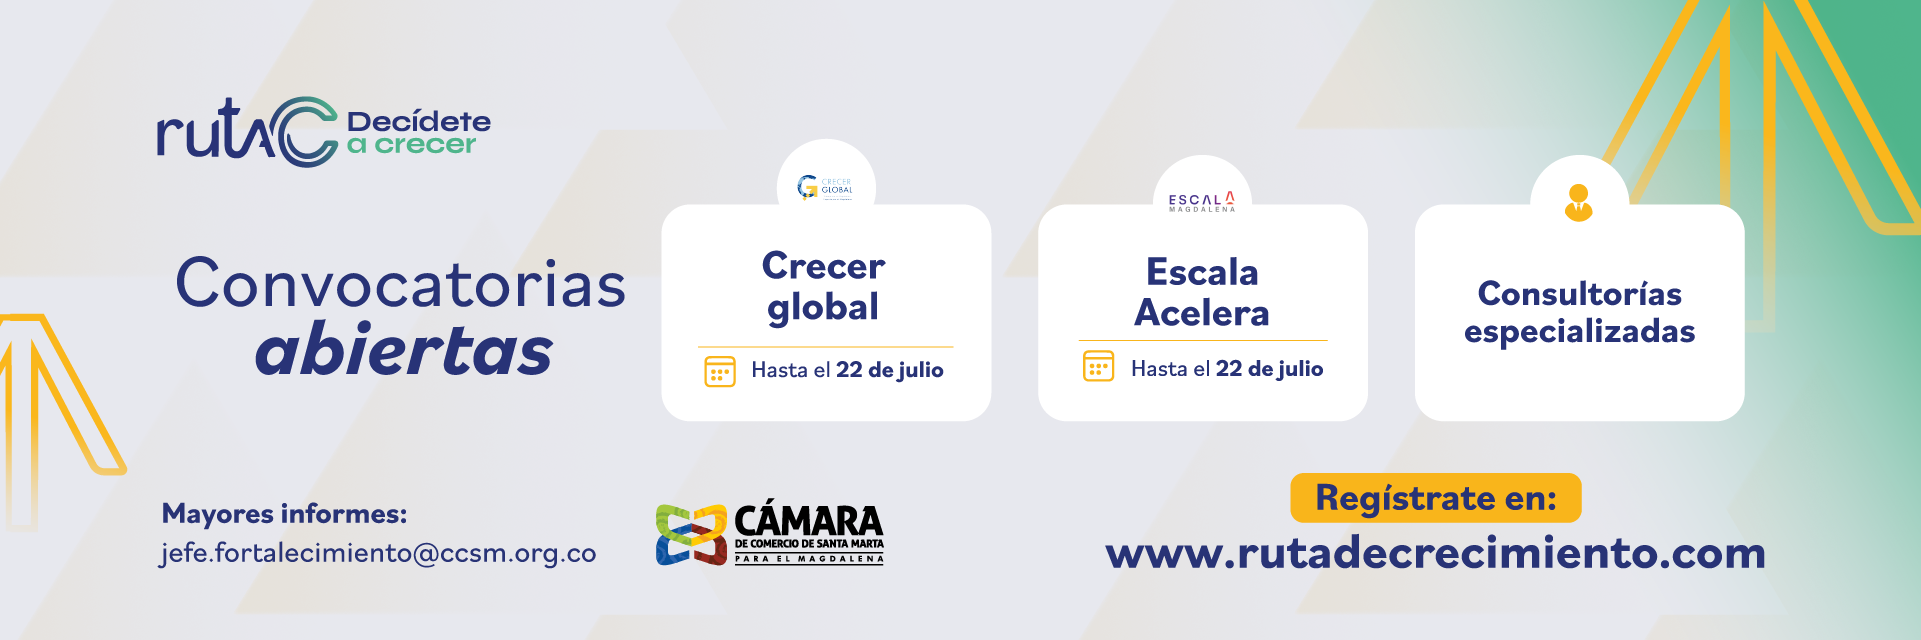 rutaC
Decídete
a crecer
Convocatorias
abiertas
CRECER
GLOBAL
Crecer
global
Hasta el 22 de julio
ESCALA
MAGDALENA
Escala
Acelera
Hasta el 22 de julio
Consultorías
especializadas
Mayores informes:
jefe.fortalecimiento@ccsm.org.co
CÁMARA
DE COMERCIO DE SANTA MARTA
PARA EL MAGDALENA
Regístrate en:
www.rutadecrecimiento.com